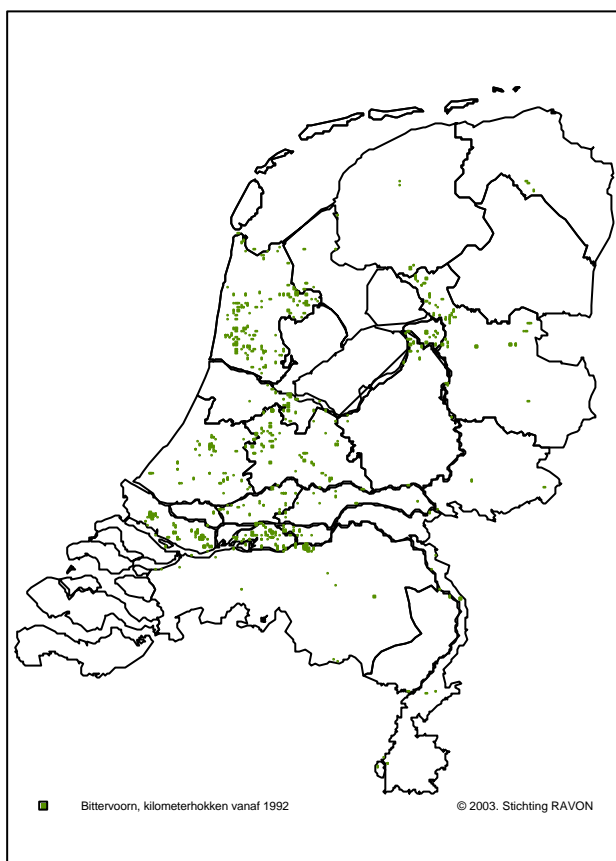 Bittervoorn, kilometerhokken vanaf 1992
© 2003. Stichting RAVON